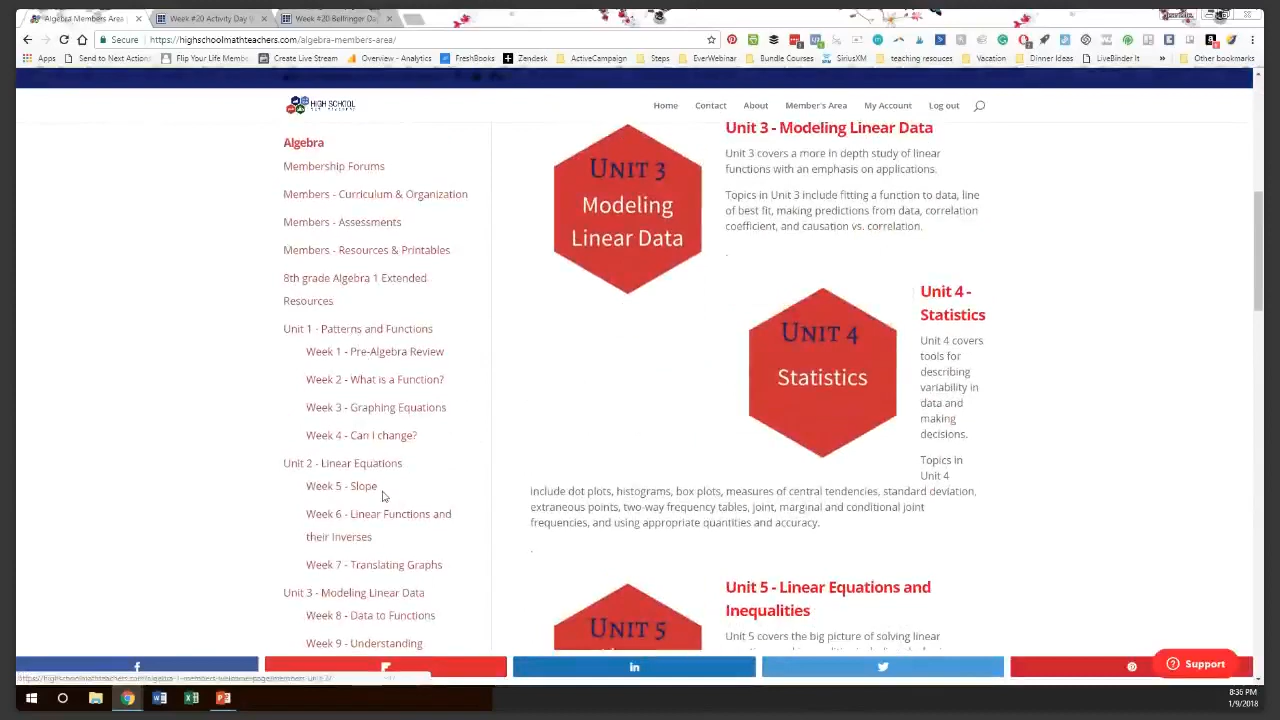 Algebra Members Area
Week #20 Activity Day
Week #20 Bellringer Da
Secure
https://highschoolmathteachers.com/algebra-members-area/
Apps
Send to Next Actions
Flip Your Life Membe
Create Live Stream
Overview - Analytics
FreshBooks
Zendesk
ActiveCampaign
Steps
EverWebinar
Bundle Courses
SiriusXM
teaching resouces
Vacation
Dinner Ideas
LiveBinder It
»
Other bookmarks
HIGH SCHOOL
Home
Contact
About
Member's Area
My Account
Log out
Algebra
Membership Forums
Members - Curriculum & Organization
Members - Assessments
Members - Resources & Printables
8th grade Algebra 1 Extended
Resources
Unit 1 - Patterns and Functions
Week 1 - Pre-Algebra Review
Week 2 - What is a Function?
Week 3 - Graphing Equations
Week 4 - Can I change?
Unit 2 - Linear Equations
Week 5 - Slope
Week 6 - Linear Functions and
their Inverses
Week 7 - Translating Graphs
Unit 3 - Modeling Linear Data
Week 8 - Data to Functions
Week 9 - Understanding
UNIT 3
Modeling
Linear Data
Unit 3 - Modeling Linear Data
Unit 3 covers a more in depth study of linear
functions with an emphasis on applications.
Topics in Unit 3 include fitting a function to data, line
of best fit, making predictions from data, correlation
coefficient, and causation vs. correlation.
.
UNIT 4
Statistics
Unit 4 -
Statistics
Unit 4 covers
tools for
describing
variability in
data and
making
decisions.
Topics in
Unit 4
include dot plots, histograms, box plots, measures of central tendencies, standard deviation,
extraneous points, two-way frequency tables, joint, marginal and conditional joint
frequencies, and using appropriate quantities and accuracy.
.
UNIT 5
Unit 5 - Linear Equations and
Inequalities
Unit 5 covers the big picture of solving linear
Support
8:36 PM
1/9/2018